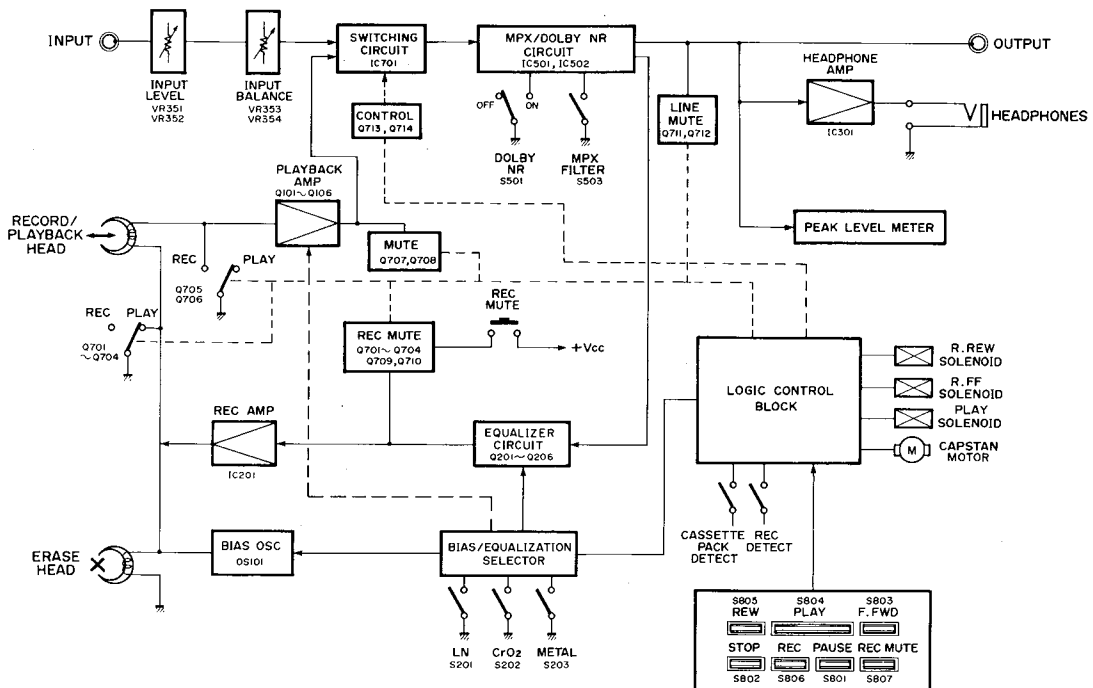 INPUT
INPUT
LEVEL
VR351
VR352
INPUT
BALANCE
VR353
VR354
SWITCHING
CIRCUIT
IC701
MPX/DOLBY NR
CIRCUIT
IC501, IC502
OUTPUT
HEADPHONE
AMP
IC301
HEADPHONES
CONTROL
Q713, Q714
OFF
ON
DOLBY
NR
S501
MPX
FILTER
S503
LINE
MUTE
Q711, Q712
PLAYBACK
AMP
Q101~Q106
RECORD/
PLAYBACK
HEAD
MUTE
Q707, Q708
PEAK LEVEL METER
REC
PLAY
Q705
Q706
REC
PLAY
Q701
~Q704
REC
MUTE
+Vcc
REC MUTE
Q701~Q704
Q709, Q710
LOGIC CONTROL
BLOCK
R.REW
SOLENOID
R.FF
SOLENOID
PLAY
SOLENOID
M
CAPSTAN
MOTOR
REC AMP
IC201
EQUALIZER
CIRCUIT
Q201~Q206
CASSETTE
PACK
DETECT
REC
DETECT
ERASE
HEAD
BIAS OSC
OS101
BIAS/EQUALIZATION
SELECTOR
LN
S201
CrO2
S202
METAL
S203
S805
REW
S804
PLAY
S803
F.FWD
STOP
S802
REC
S806
PAUSE
S801
REC MUTE
S807